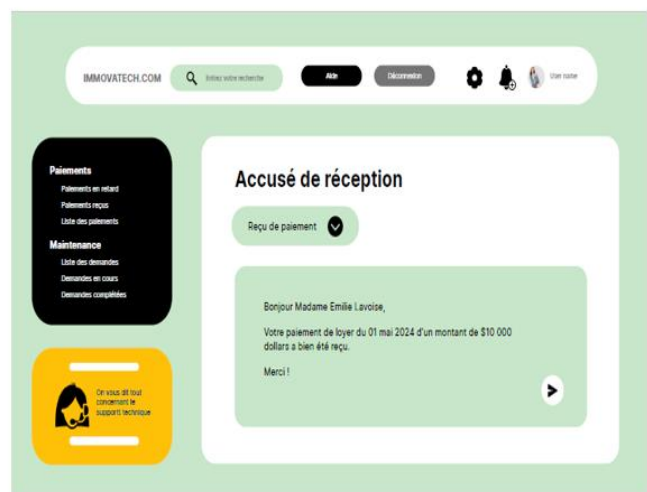 IMMOVATECH.COM
Entrez votre recherche
Aide
Déconnexion
User name
Paiements
Paiements en retard
Paiements reçus
Liste des paiements
Maintenance
Liste des demandes
Demandes en cours
Demandes complétées
On vous dit tout
concernant le
support technique
Accusé de réception
Reçu de paiement
Bonjour Madame Emilie Lavoise,
Votre paiement de loyer du 01 mai 2024 d'un montant de $10 000
dollars a bien été reçu.
Merci !